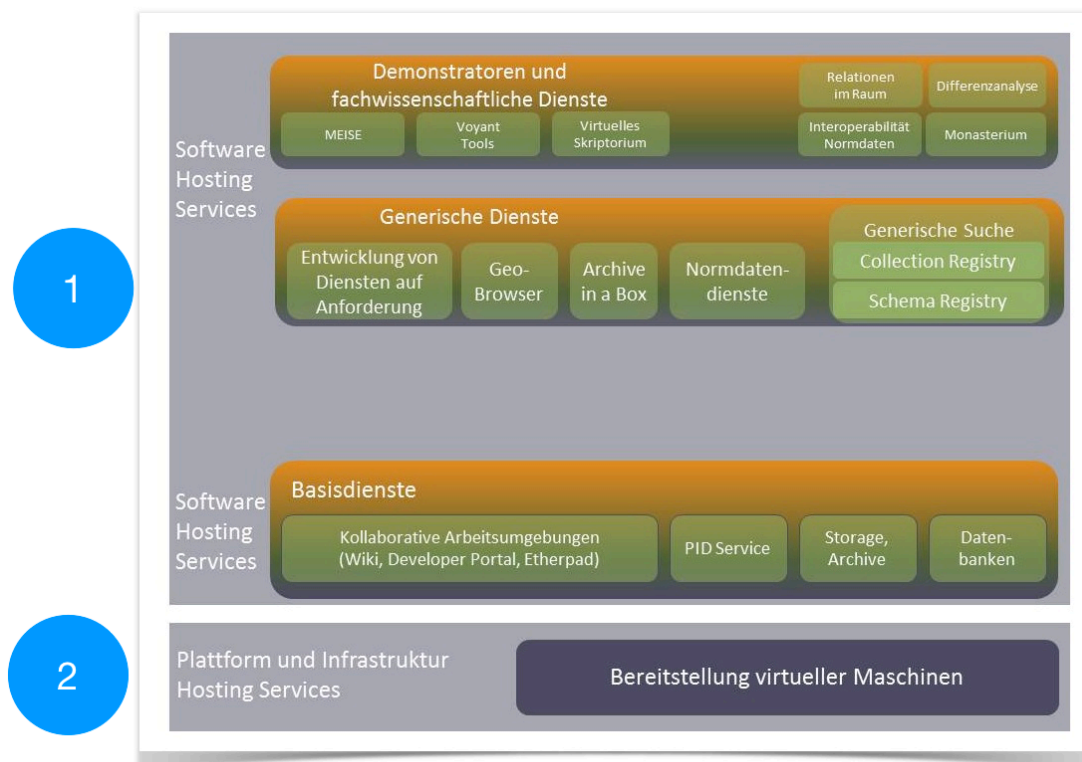 Demonstratoren und
fachwissenschaftliche Dienste
MEISE
Voyant
Tools
Virtuelles
Skriptorium
Relationen
im Raum
Differenzanalyse
Interoperabilität
Normdaten
Monasterium
Software
Hosting
Services
1
Generische Dienste
Entwicklung von
Diensten auf
Anforderung
Geo-
Browser
Archive
in a Box
Normdaten-
dienste
Generische Suche
Collection Registry
Schema Registry
Software
Hosting
Services
Basisdienste
Kollaborative Arbeitsumgebungen
(Wiki, Developer Portal, Etherpad)
PID Service
Storage,
Archive
Daten-
banken
2
Plattform und Infrastruktur
Hosting Services
Bereitstellung virtueller Maschinen